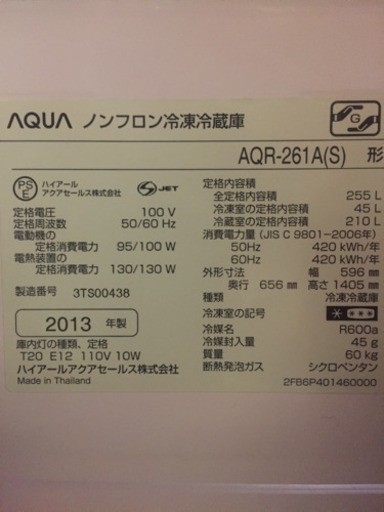 AQUA ノンフロン冷凍冷蔵庫
G
AQR-261A(S) 形
PS
E
ハイアール
アクアセールス株式会社
S JET
定格電圧 100 V
定格周波数 50/60 Hz
電動機の
定格消費電力 95/100 W
電熱装置の
定格消費電力 130/130 W
製造番号 3TS00438
2013 年製
庫内灯の種類、定格
T20 E12 110V 10W
ハイアールアクアセールス株式会社
Made in Thailand
定格内容積
全定格内容積 255 L
冷凍室の定格内容積 45 L
冷蔵室の定格内容積 210 L
消費電力量 (JIS C 9801-2006年)
50Hz 420 kWh/年
60Hz 420 kWh/年
外形寸法 幅 596 mm
奥行 656 mm 高さ 1405 mm
種類 冷凍冷蔵庫
冷凍室の記号
冷媒名 R600a
冷媒封入量 45 g
質量 60 kg
断熱発泡ガス シクロペンタン
2FB6P401460000